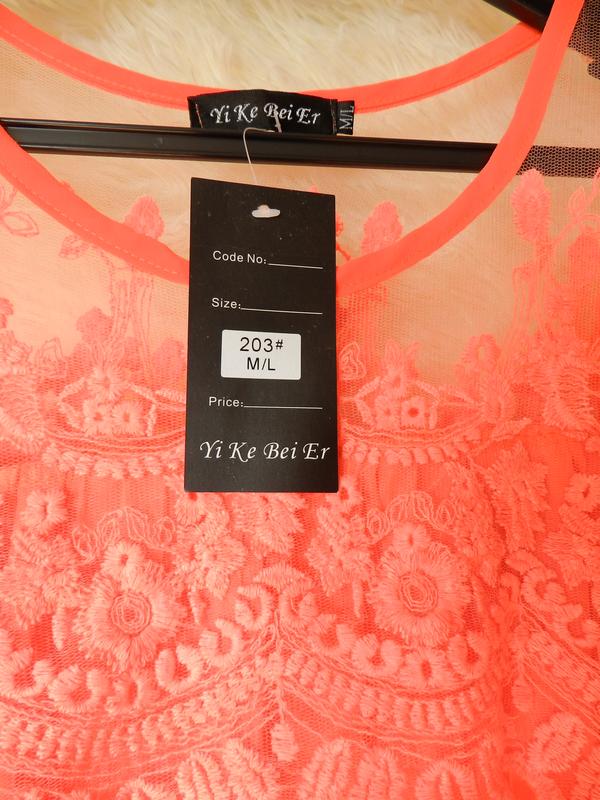 Yi Ke Bei Er
M/L
Code No:
Size:
203#
M/L
Price:
Yi Ke Bei Er